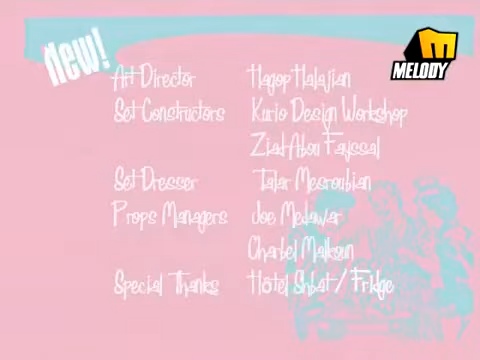 new!
MELODY
Art Director Hagop Halajian
Set Constructors Kurio Design Workshop
Ziad Abou Fayssal
Set Dresser Talar Mesroubian
Props Managers Joe Medawar
Charbel Malkoun
Special Thanks Hotel Shbat / Fridge